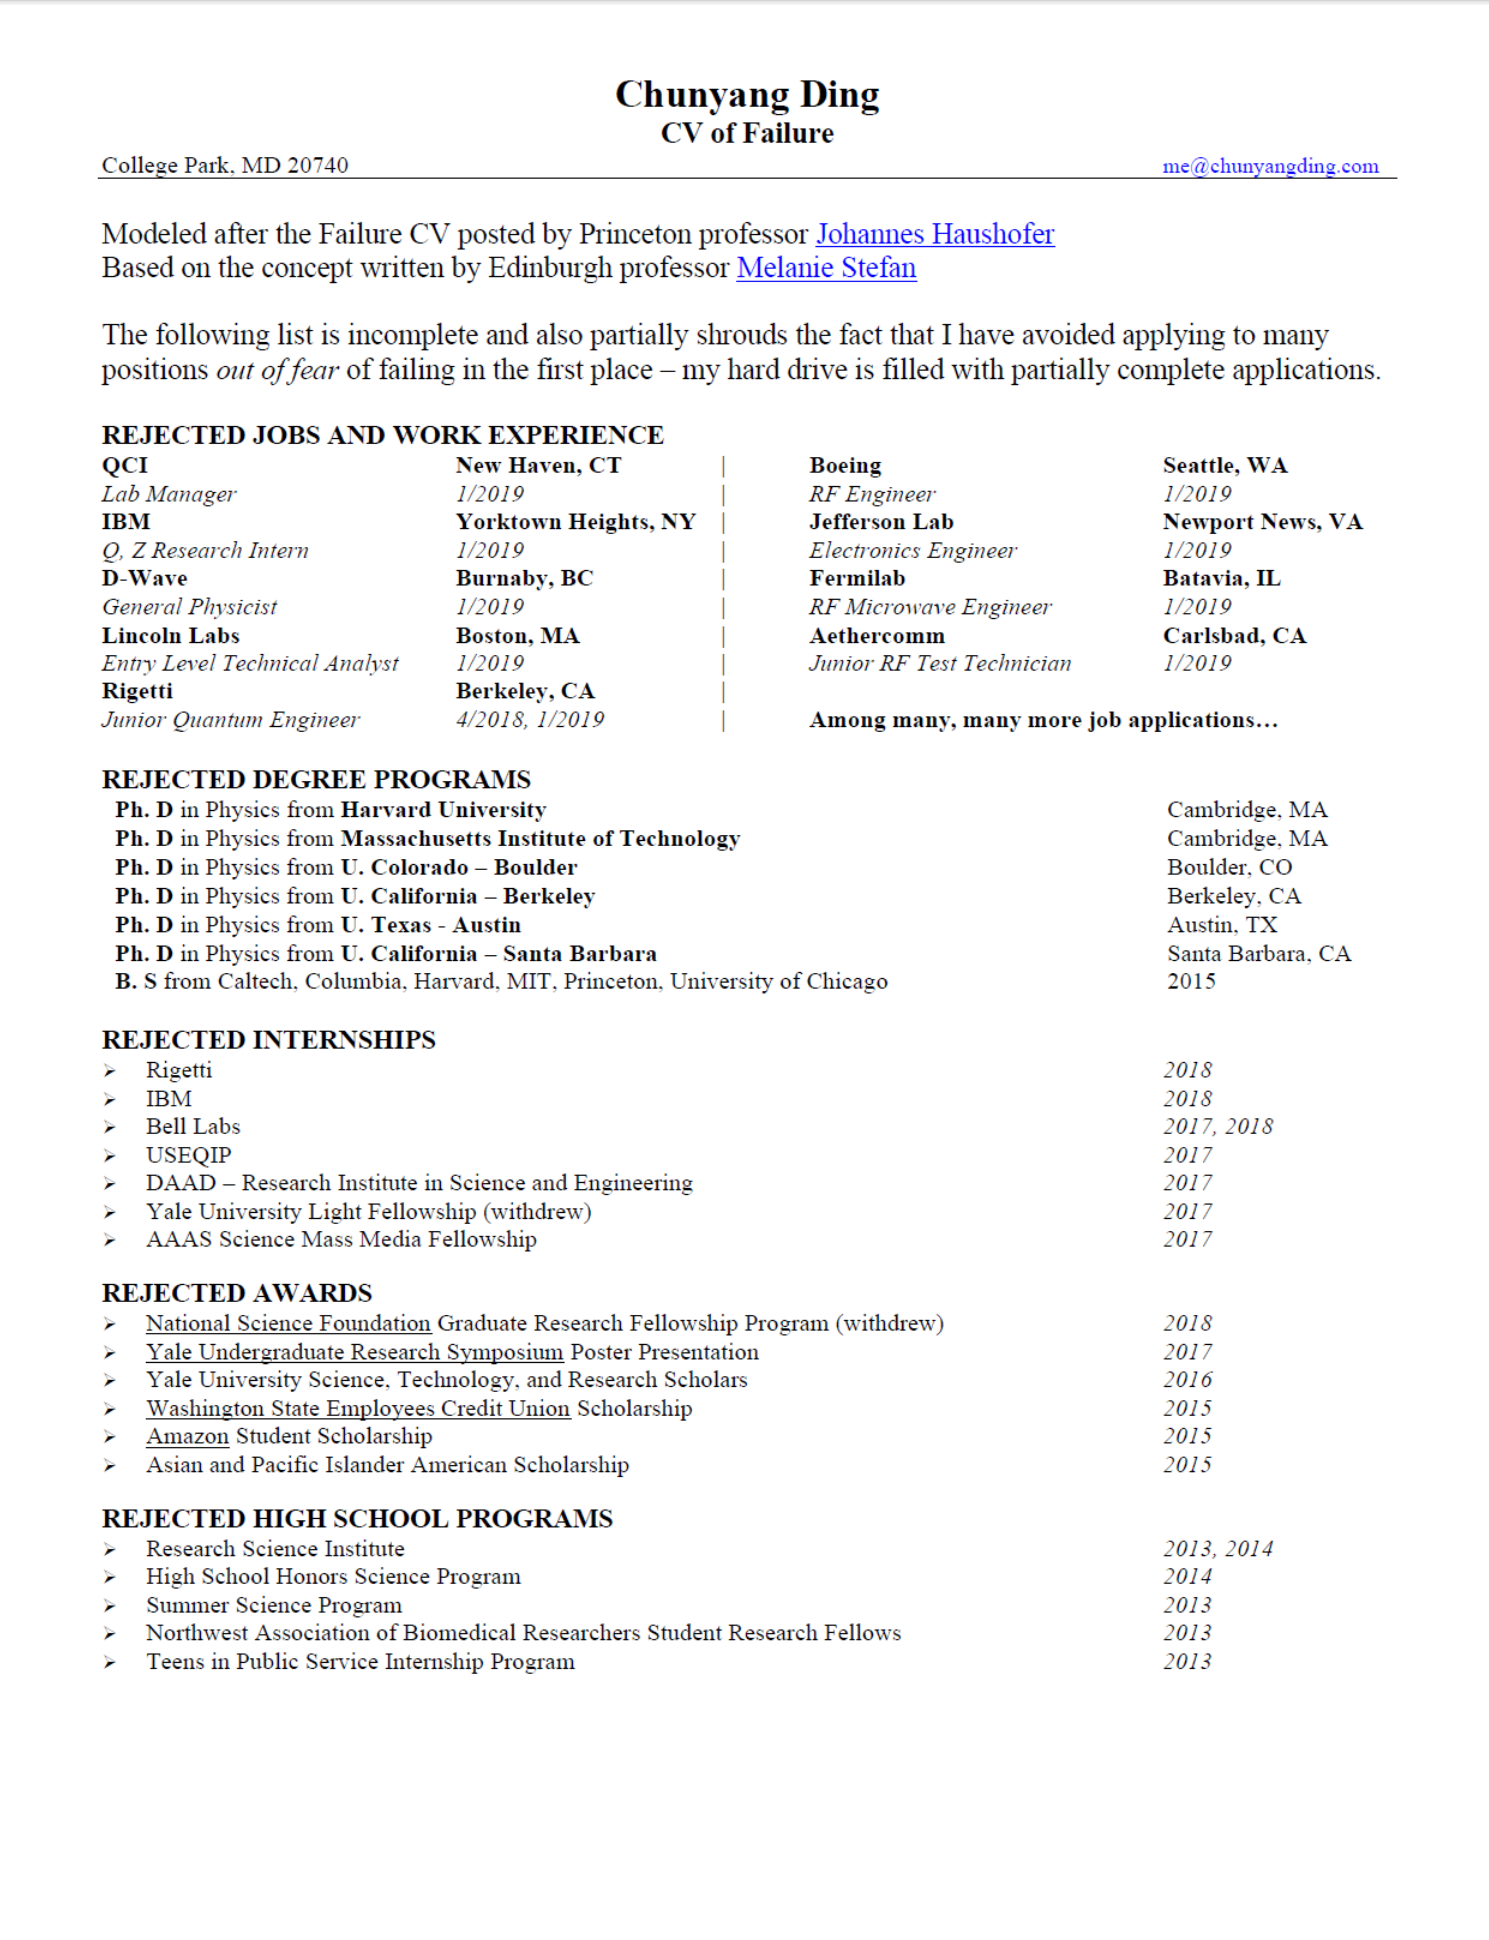 Chunyang Ding
CV of Failure
College Park, MD 20740 me@chunyangding.com
Modeled after the Failure CV posted by Princeton professor Johannes Haushofer
Based on the concept written by Edinburgh professor Melanie Stefan
The following list is incomplete and also partially shrouds the fact that I have avoided applying to many
positions out of fear of failing in the first place – my hard drive is filled with partially complete applications.
REJECTED JOBS AND WORK EXPERIENCE
QCI New Haven, CT | Boeing Seattle, WA
Lab Manager 1/2019 | RF Engineer 1/2019
IBM Yorktown Heights, NY | Jefferson Lab Newport News, VA
Q, Z Research Intern 1/2019 | Electronics Engineer 1/2019
D-Wave Burnaby, BC | Fermilab Batavia, IL
General Physicist 1/2019 | RF Microwave Engineer 1/2019
Lincoln Labs Boston, MA | Aethercomm Carlsbad, CA
Entry Level Technical Analyst 1/2019 | Junior RF Test Technician 1/2019
Rigetti Berkeley, CA |
Junior Quantum Engineer 4/2018, 1/2019 | Among many, many more job applications…
REJECTED DEGREE PROGRAMS
Ph. D in Physics from Harvard University Cambridge, MA
Ph. D in Physics from Massachusetts Institute of Technology Cambridge, MA
Ph. D in Physics from U. Colorado – Boulder Boulder, CO
Ph. D in Physics from U. California – Berkeley Berkeley, CA
Ph. D in Physics from U. Texas - Austin Austin, TX
Ph. D in Physics from U. California – Santa Barbara Santa Barbara, CA
B. S from Caltech, Columbia, Harvard, MIT, Princeton, University of Chicago 2015
REJECTED INTERNSHIPS
➢ Rigetti 2018
➢ IBM 2018
➢ Bell Labs 2017, 2018
➢ USEQIP 2017
➢ DAAD – Research Institute in Science and Engineering 2017
➢ Yale University Light Fellowship (withdrew) 2017
➢ AAAS Science Mass Media Fellowship 2017
REJECTED AWARDS
➢ National Science Foundation Graduate Research Fellowship Program (withdrew) 2018
➢ Yale Undergraduate Research Symposium Poster Presentation 2017
➢ Yale University Science, Technology, and Research Scholars 2016
➢ Washington State Employees Credit Union Scholarship 2015
➢ Amazon Student Scholarship 2015
➢ Asian and Pacific Islander American Scholarship 2015
REJECTED HIGH SCHOOL PROGRAMS
➢ Research Science Institute 2013, 2014
➢ High School Honors Science Program 2014
➢ Summer Science Program 2013
➢ Northwest Association of Biomedical Researchers Student Research Fellows 2013
➢ Teens in Public Service Internship Program 2013